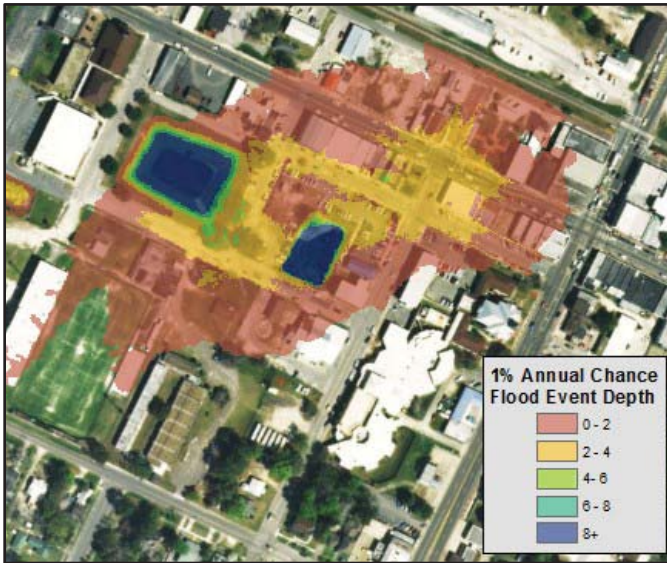 1% Annual Chance
Flood Event Depth
0 - 2
2 - 4
4 - 6
6 - 8
8+